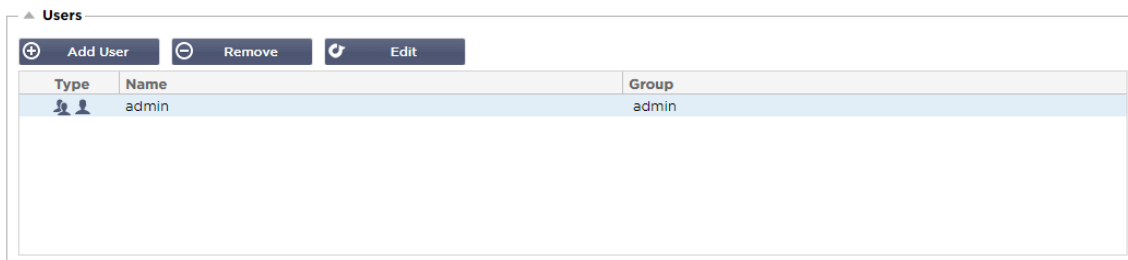 Users
Add User Remove Edit
Type Name Group
admin admin